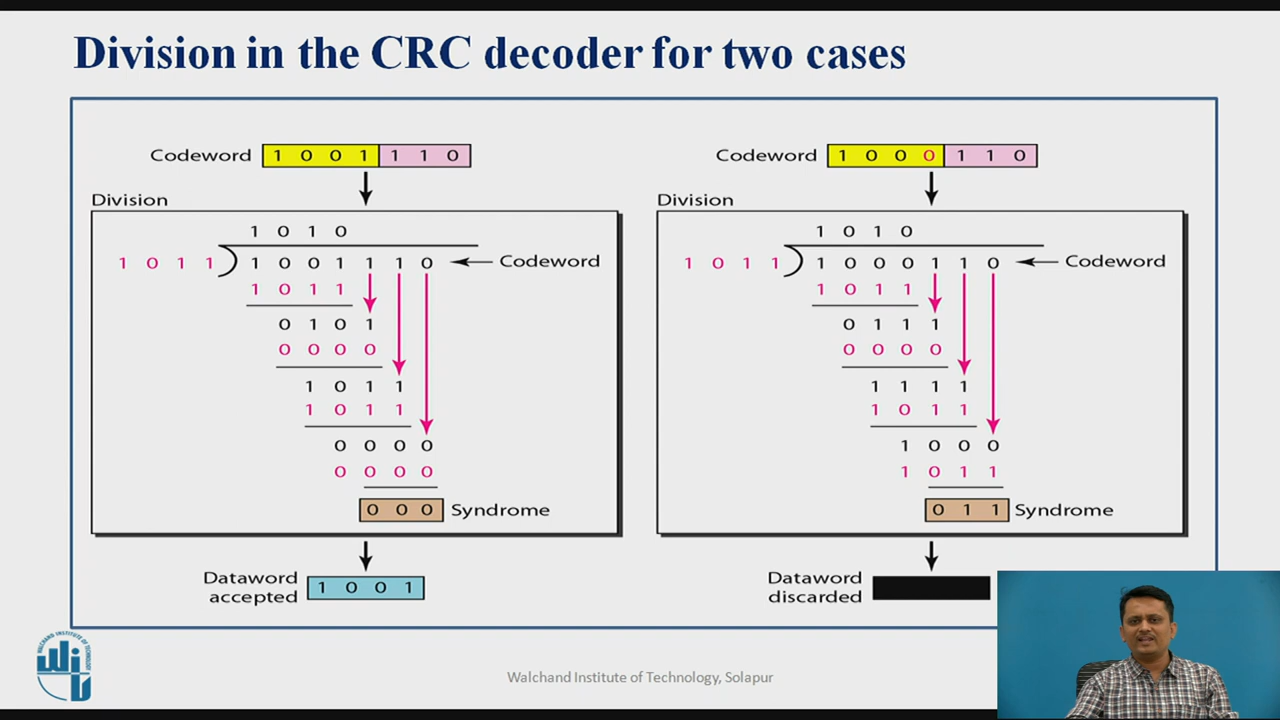 Division in the CRC decoder for two cases
Codeword 1 0 0 1 1 1 0
Division
1 0 1 0
1 0 1 1 1 0 0 1 1 1 0 Codeword
1 0 1 1
0 1 0 1
0 0 0 0
1 0 1 1
1 0 1 1
0 0 0 0
0 0 0 0
0 0 0 Syndrome
Dataword
accepted 1 0 0 1
Codeword 1 0 0 0 1 1 0
Division
1 0 1 0
1 0 1 1 1 0 0 0 1 1 0 Codeword
1 0 1 1
0 1 1 1
0 0 0 0
1 1 1 1
1 0 1 1
1 0 0 0
1 0 1 1
0 1 1 Syndrome
Dataword
discarded
WALCHAND INSTITUTE OF TECHNOLOGY
WIT
Walchand Institute of Technology, Solapur